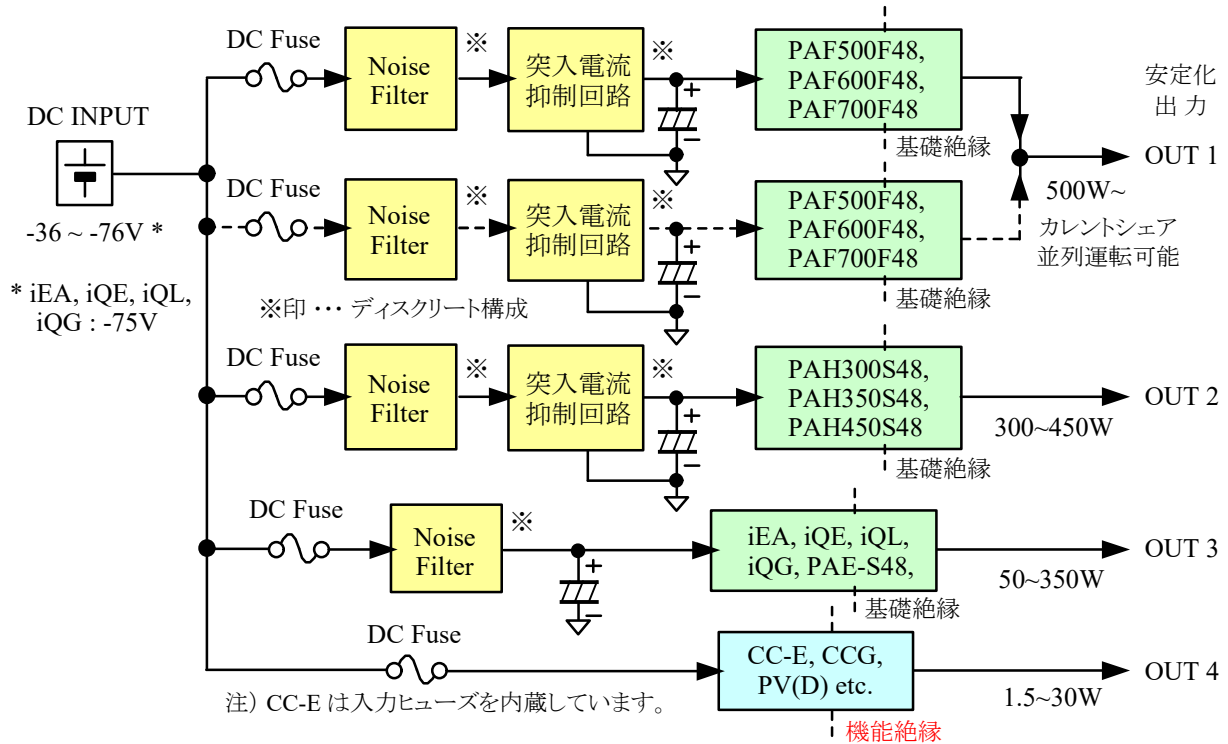 DC INPUT
-36 ~ -76V *
* iEA, iQE, iQL,
iQG : -75V
DC Fuse
Noise
Filter
※
突入電流
抑制回路
※
+
−
PAF500F48,
PAF600F48,
PAF700F48
基礎絶縁
安定化
出 力
OUT 1
500W~
カレントシェア
並列運転可能
DC Fuse
Noise
Filter
※
突入電流
抑制回路
※
+
−
PAF500F48,
PAF600F48,
PAF700F48
基礎絶縁
※印 ··· ディスクリート構成
DC Fuse
Noise
Filter
※
突入電流
抑制回路
※
+
−
PAH300S48,
PAH350S48,
PAH450S48
基礎絶縁
OUT 2
300~450W
DC Fuse
Noise
Filter
※
+
−
iEA, iQE, iQL,
iQG, PAE-S48,
基礎絶縁
OUT 3
50~350W
DC Fuse
CC-E, CCG,
PV(D) etc.
機能絶縁
OUT 4
1.5~30W
注） CC-E は入力ヒューズを内蔵しています。